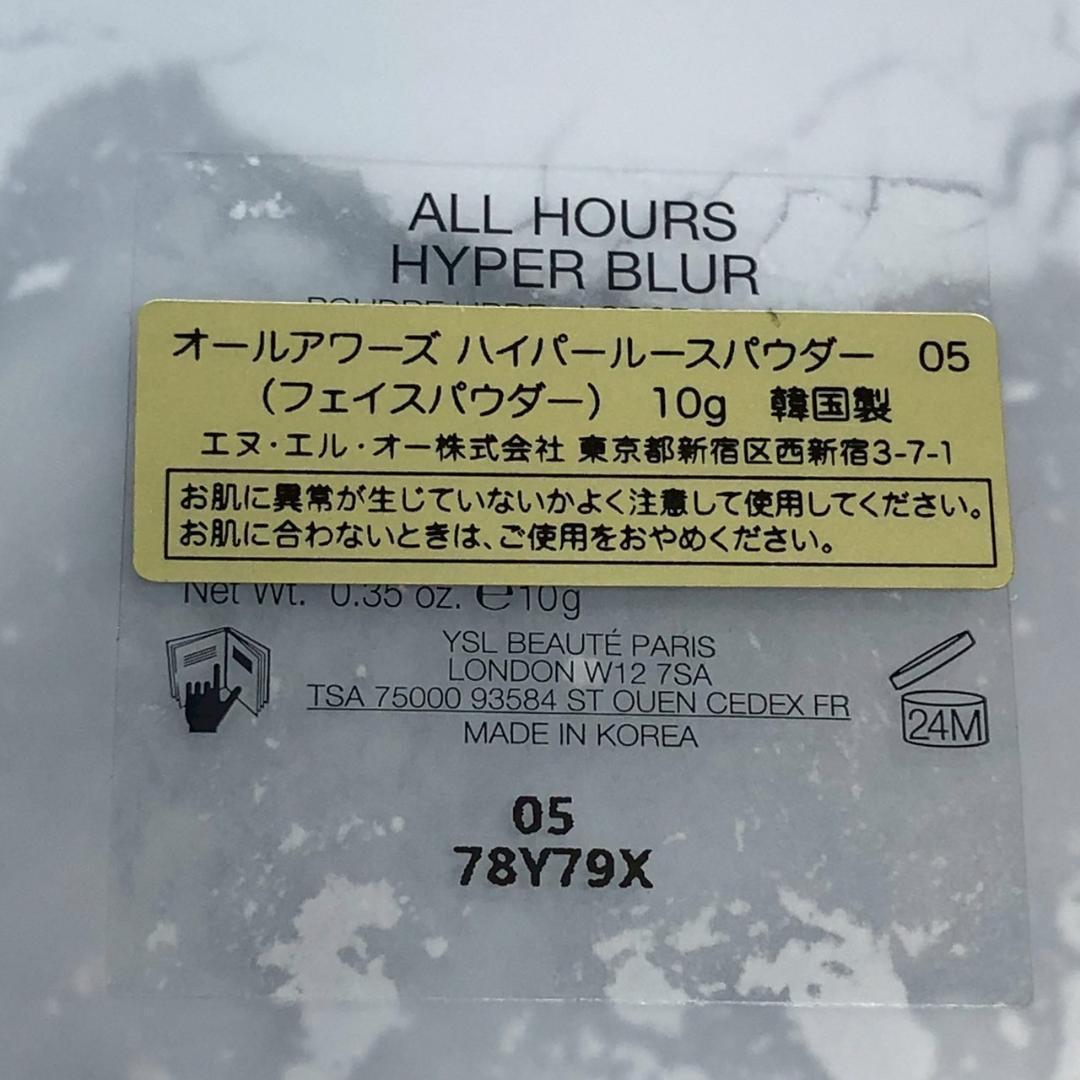 ALL HOURS
HYPER BLUR
オールアワーズ ハイパールースパウダー 05
（フェイスパウダー） 10g 韓国製
エヌ・エル・オー株式会社 東京都新宿区西新宿3-7-1
お肌に異常が生じていないかよく注意して使用してください。
お肌に合わないときは、ご使用をおやめください。
Net Wt. 0.35 oz. ℮10g
YSL BEAUTÉ PARIS
LONDON W12 7SA
TSA 75000 93584 ST OUEN CEDEX FR
MADE IN KOREA
24M
05
78Y79X